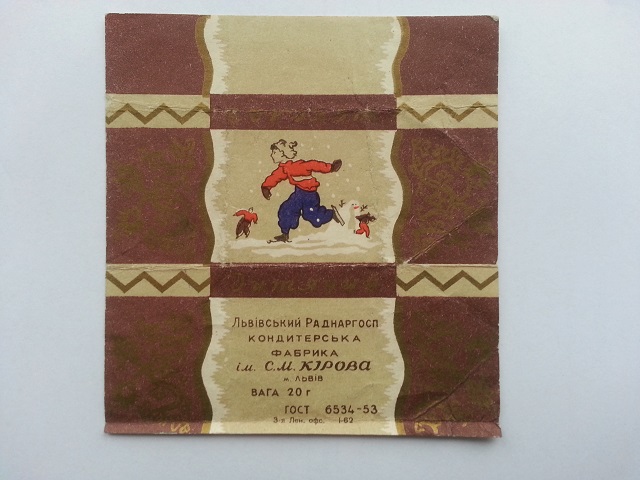 Львівський Раднаргосп
КОНДИТЕРСЬКА
ФАБРИКА
ім. С.М. КІРОВА
м. ЛЬВІВ
ВАГА 20 г
ГОСТ 6534-53
3-я Лен. офс. 1-62